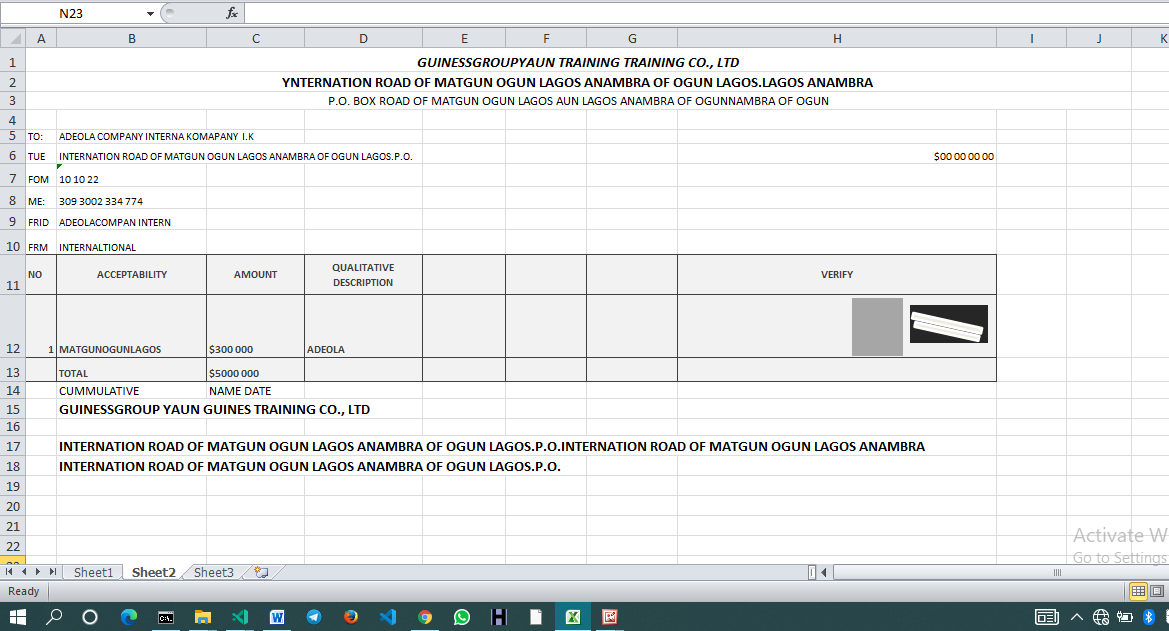 N23
fx
A B C D E F G H I J K
1 GUINESSGROUPYAUN TRAINING TRAINING CO., LTD
2 YNTERNATION ROAD OF MATGUN OGUN LAGOS ANAMBRA OF OGUN LAGOS.LAGOS ANAMBRA
3 P.O. BOX ROAD OF MATGUN OGUN LAGOS AUN LAGOS ANAMBRA OF OGUNNAMBRA OF OGUN
4
5 TO: ADEOLA COMPANY INTERNA KOMAPANY I.K
6 TUE INTERNATION ROAD OF MATGUN OGUN LAGOS ANAMBRA OF OGUN LAGOS.P.O. $00 00 00 00
7 FOM 10 10 22
8 ME: 309 3002 334 774
9 FRID ADEOLACOMPAN INTERN
10 FRM INTERNALTIONAL
11 NO ACCEPTABILITY AMOUNT QUALITATIVE DESCRIPTION VERIFY
12 1 MATGUNOGUNLAGOS $300 000 ADEOLA
13 TOTAL $5000 000
14 CUMMULATIVE NAME DATE
15 GUINESSGROUP YAUN GUINES TRAINING CO., LTD
16
17 INTERNATION ROAD OF MATGUN OGUN LAGOS ANAMBRA OF OGUN LAGOS.P.O.INTERNATION ROAD OF MATGUN OGUN LAGOS ANAMBRA
18 INTERNATION ROAD OF MATGUN OGUN LAGOS ANAMBRA OF OGUN LAGOS.P.O.
19
20
21
22
Activate W
Go to Settings
Sheet1 Sheet2 Sheet3
Ready